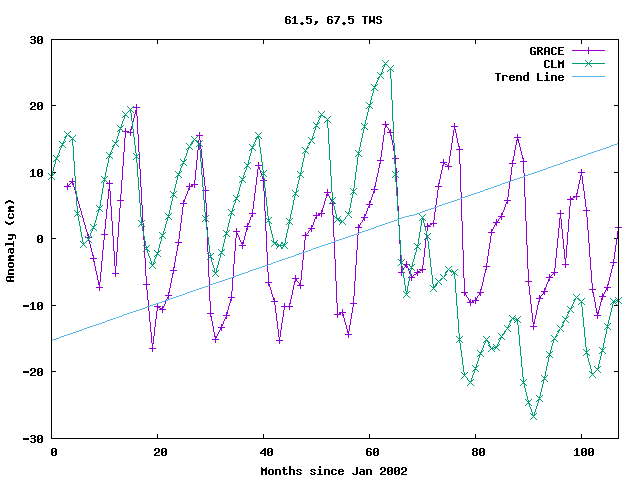 61.5, 67.5 TWS
GRACE
CLM
Trend Line
30
20
10
0
-10
-20
-30
Anomaly (cm)
0 20 40 60 80 100
Months since Jan 2002